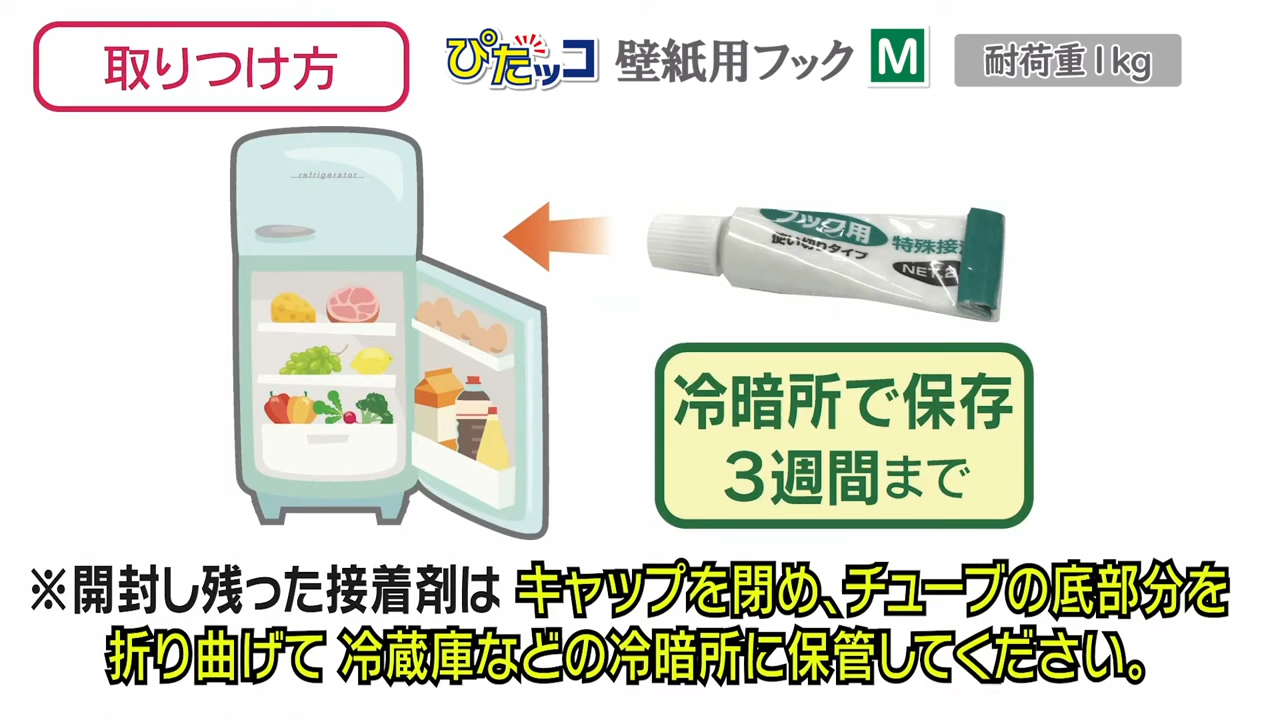 取りつけ方
ぴたッコ 壁紙用フック M 耐荷重1kg
refrigerator
フック用
使い切りタイプ
特殊接
NET.
冷暗所で保存
3週間まで
※開封し残った接着剤は キャップを閉め、チューブの底部分を
折り曲げて 冷蔵庫などの冷暗所に保管してください。